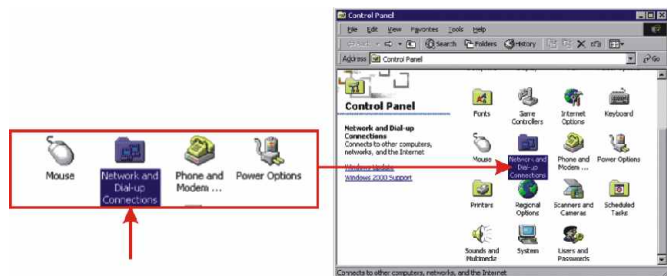 Mouse
Network and
Dial-up
Connections
Phone and
Modem ...
Power Options
Control Panel
File Edit View Favorites Tools Help
Search Folders History
Address Control Panel
Go
Control Panel
Network and Dial-up
Connections
Connects to other computers,
networks, and the Internet
Windows Update
Windows 2000 Support
Fonts
Game
Controllers
Internet
Options
Keyboard
Mouse
Network and
Dial-up
Connections
Phone and
Modem ...
Power Options
Printers
Regional
Options
Scanners and
Cameras
Scheduled
Tasks
Sounds and
Multimedia
System
Users and
Passwords
Connects to other computers, networks, and the Internet